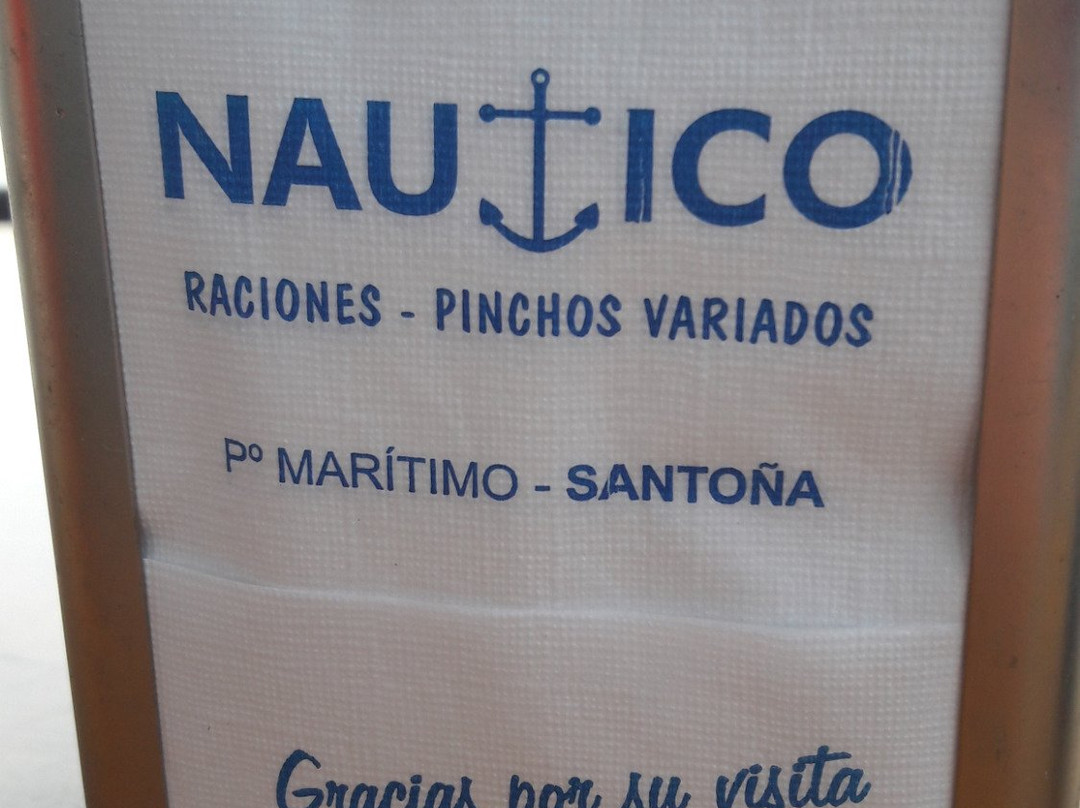 NAUTICO
RACIONES - PINCHOS VARIADOS
Pº MARÍTIMO - SANTOÑA
Gracias por su visita